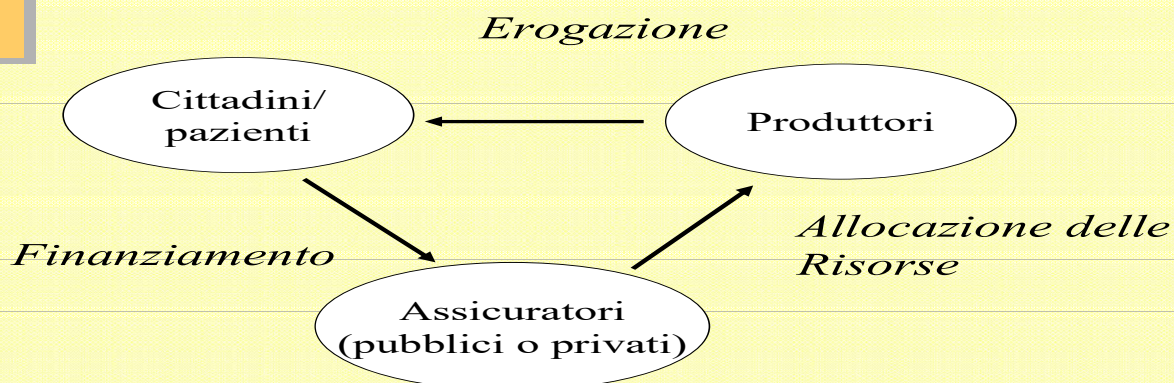 Erogazione
Cittadini/
pazienti
Produttori
Allocazione delle
Risorse
Finanziamento
Assicuratori
(pubblici o privati)